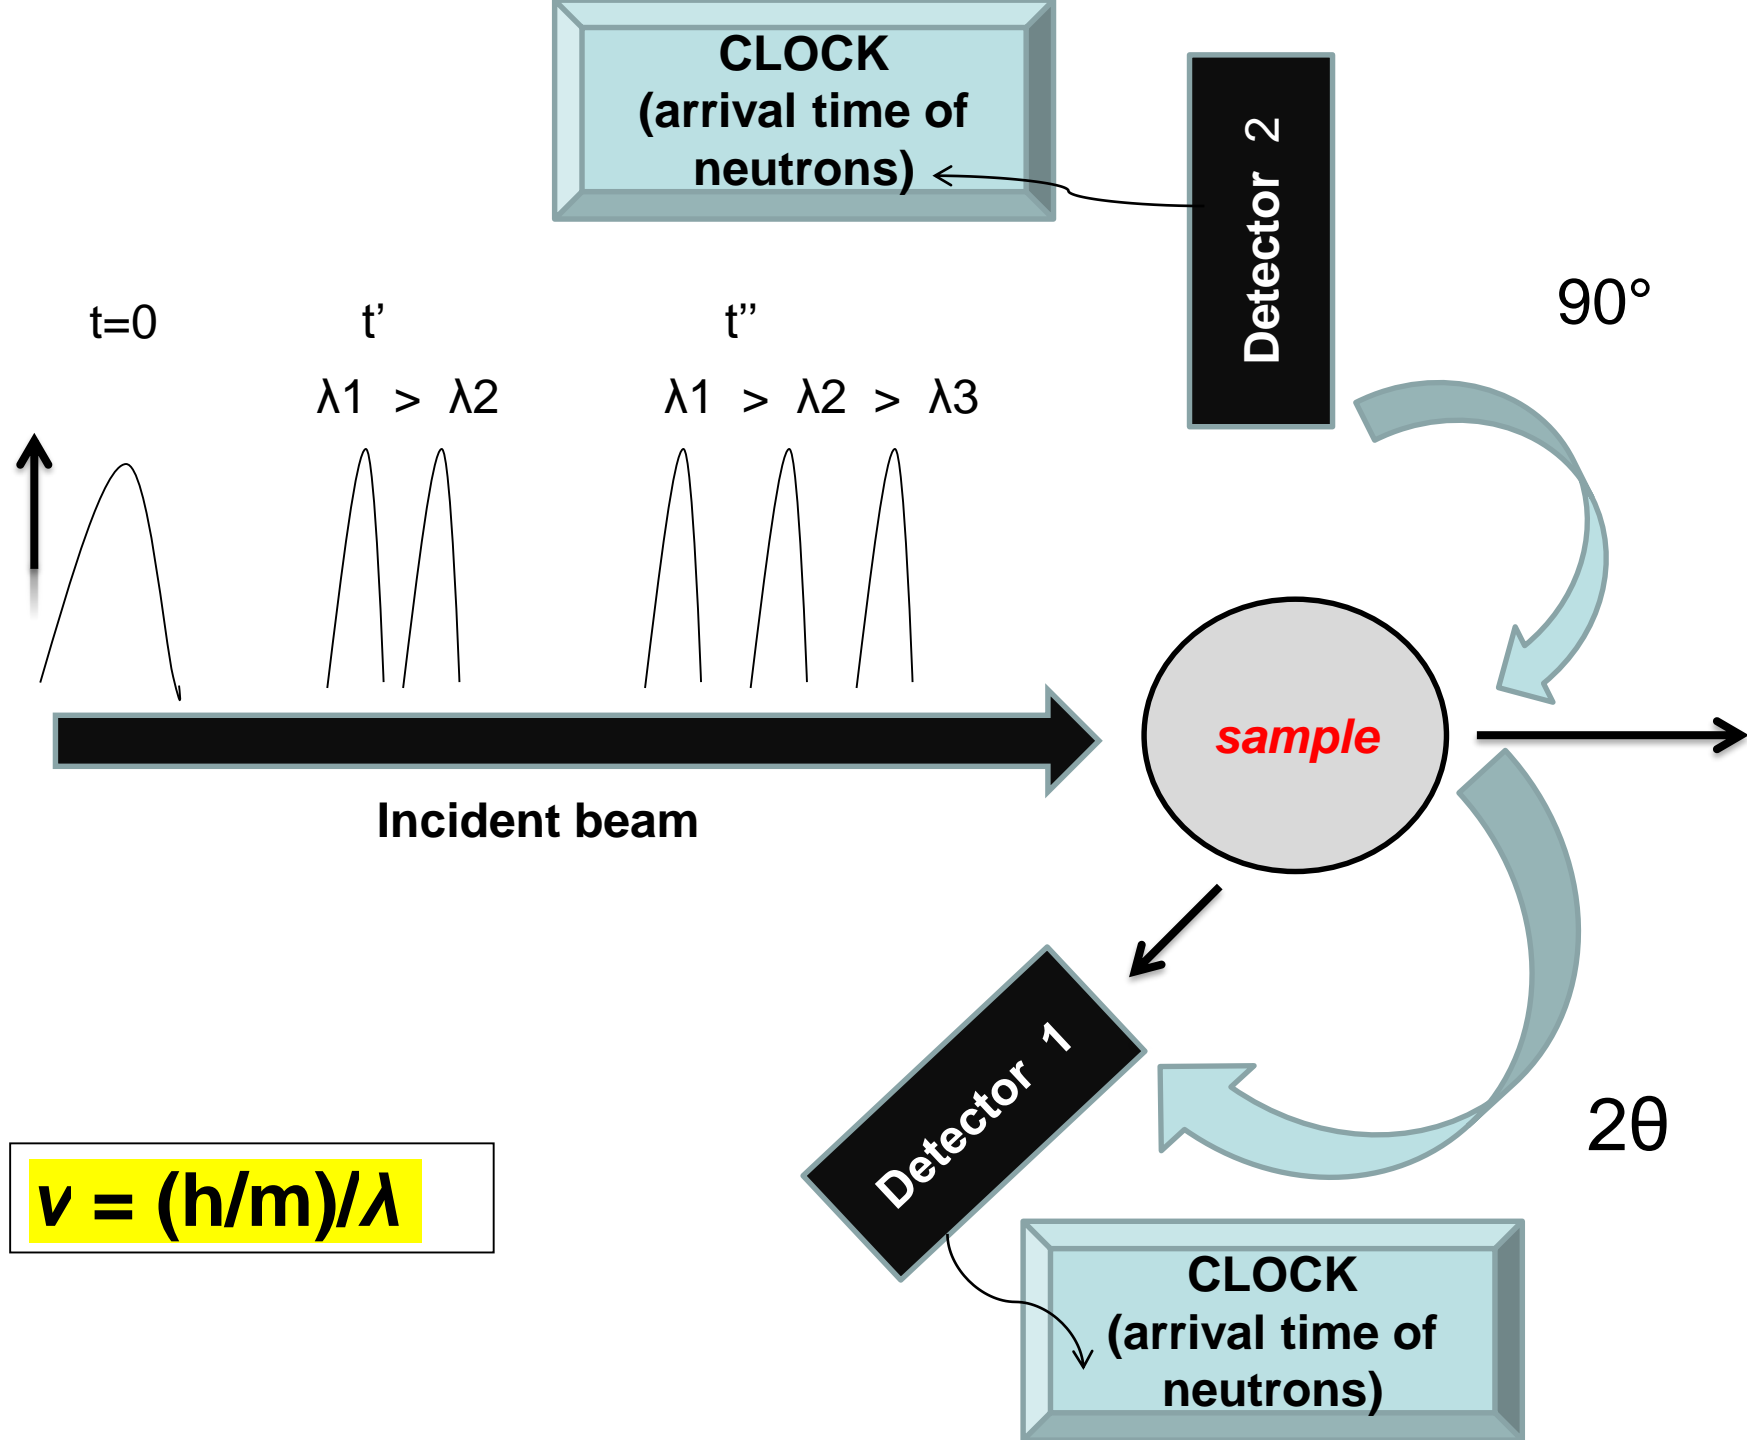 CLOCK
(arrival time of
neutrons)
Detector 2
90°
t=0 t’ t’’
λ1 > λ2 λ1 > λ2 > λ3
sample
Incident beam
Detector 1
2θ
v = (h/m)/λ
CLOCK
(arrival time of
neutrons)